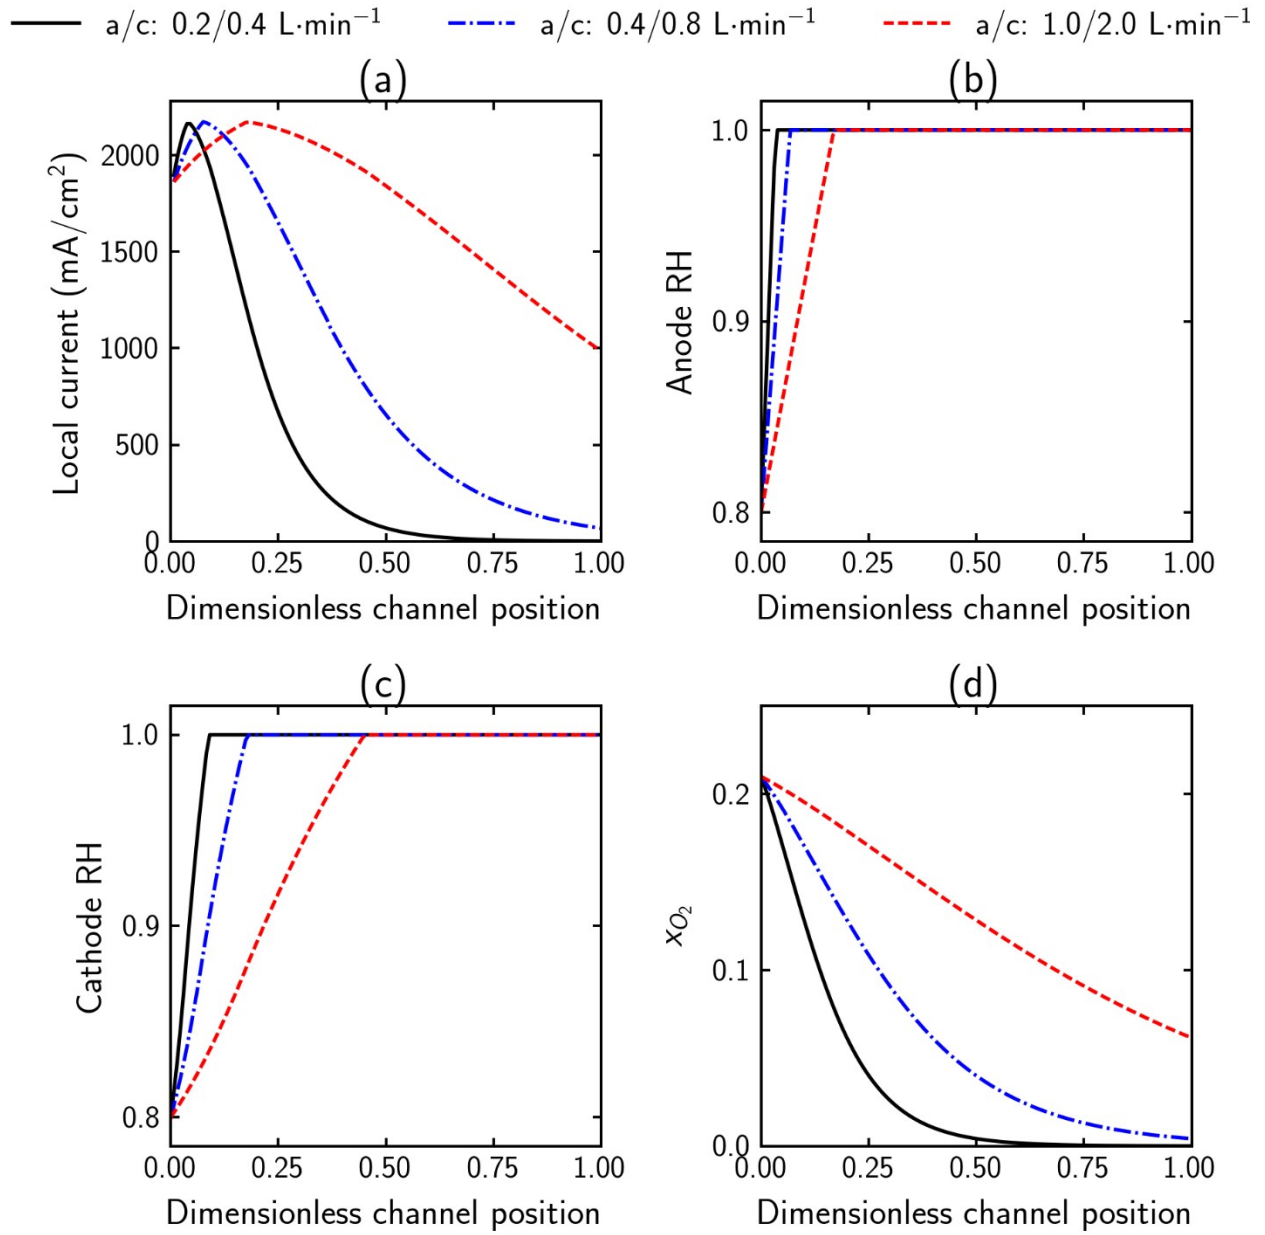 a/c: 0.2/0.4 L·min⁻¹ a/c: 0.4/0.8 L·min⁻¹ a/c: 1.0/2.0 L·min⁻¹
(a)
2000
1500
1000
500
0
0.00 0.25 0.50 0.75 1.00
Local current (mA/cm²)
Dimensionless channel position
(b)
1.0
0.9
0.8
0.00 0.25 0.50 0.75 1.00
Anode RH
Dimensionless channel position
(c)
1.0
0.9
0.8
0.00 0.25 0.50 0.75 1.00
Cathode RH
Dimensionless channel position
(d)
0.2
0.1
0.0
0.00 0.25 0.50 0.75 1.00
x_{O₂}
Dimensionless channel position